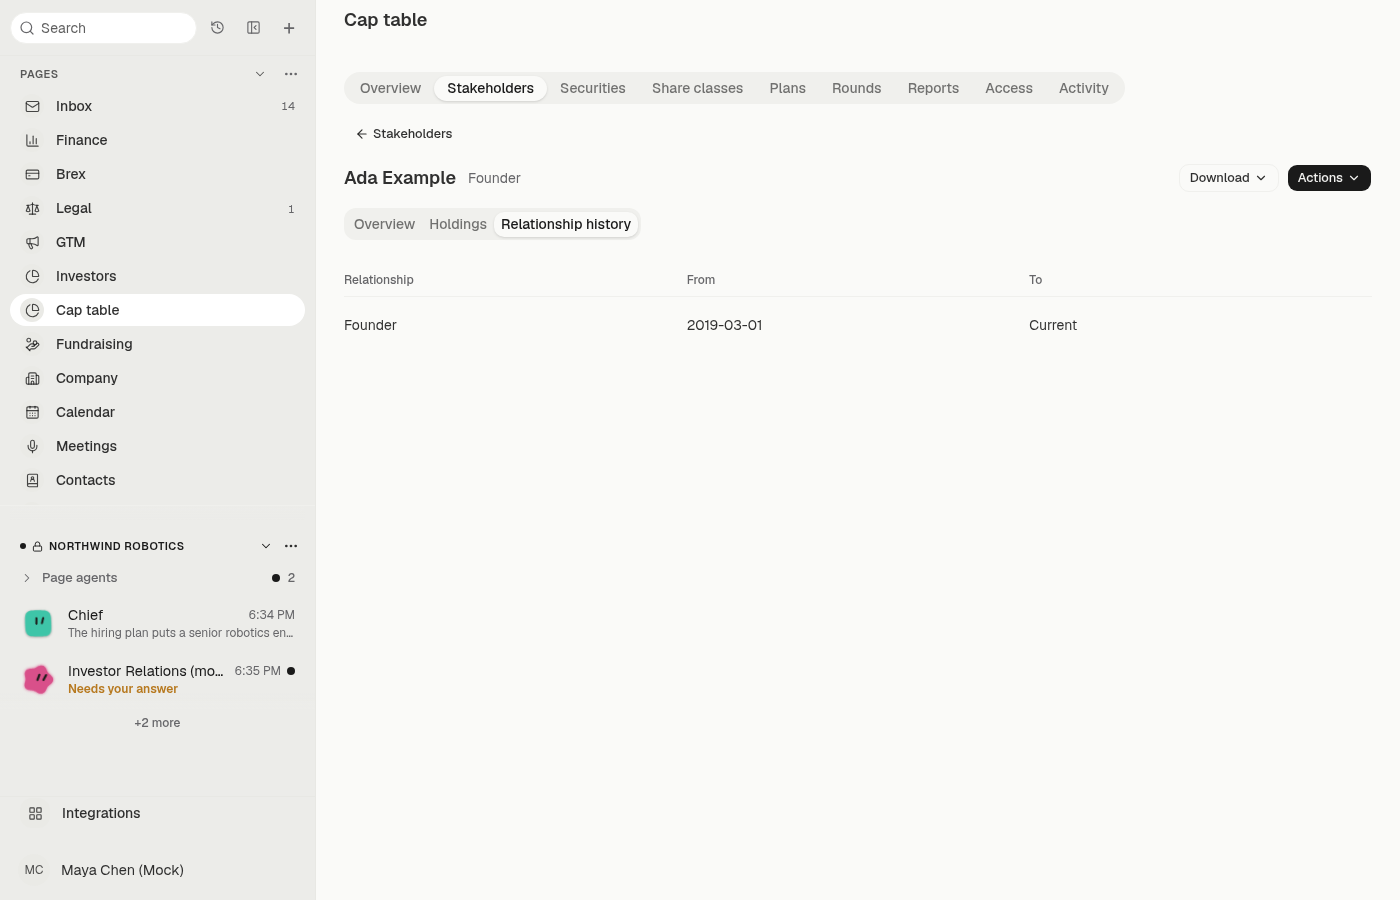 Search
PAGES
Inbox 14
Finance
Brex
Legal 1
GTM
Investors
Cap table
Fundraising
Company
Calendar
Meetings
Contacts
NORTHWIND ROBOTICS
Page agents 2
Chief 6:34 PM
The hiring plan puts a senior robotics en...
Investor Relations (mo... 6:35 PM
Needs your answer
+2 more
Integrations
MC Maya Chen (Mock)
Cap table
Overview Stakeholders Securities Share classes Plans Rounds Reports Access Activity
Stakeholders
Ada Example Founder Download Actions
Overview Holdings Relationship history
Relationship From To
Founder 2019-03-01 Current